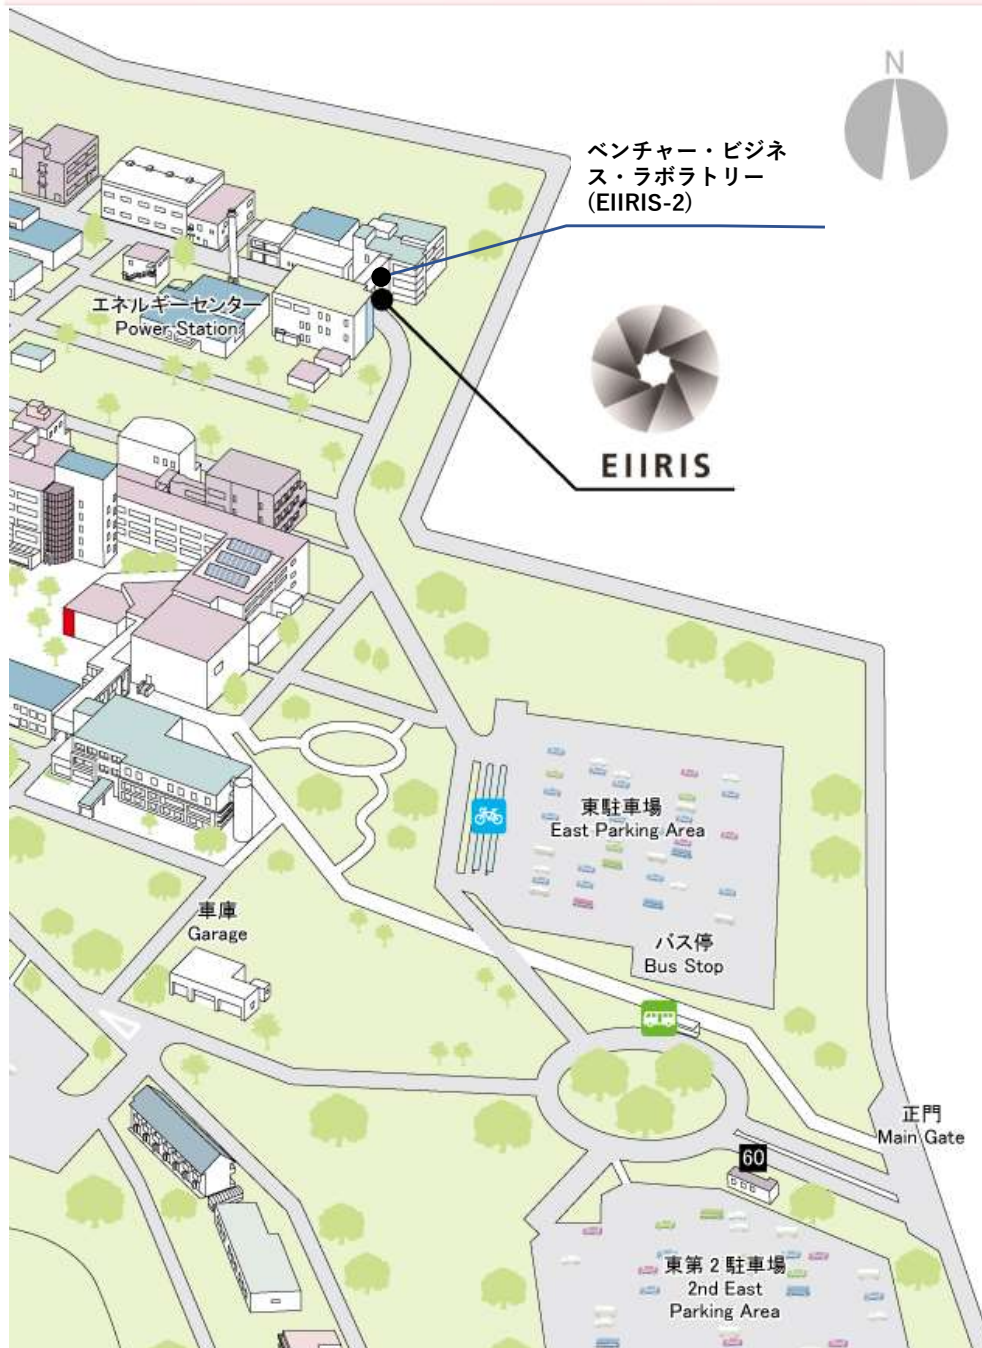 N
ベンチャー・ビジネ
ス・ラボラトリー
(EIIRIS-2)
エネルギーセンター
Power Station
EIIRIS
東駐車場
East Parking Area
車庫
Garage
バス停
Bus Stop
正門
Main Gate
60
東第2駐車場
2nd East
Parking Area